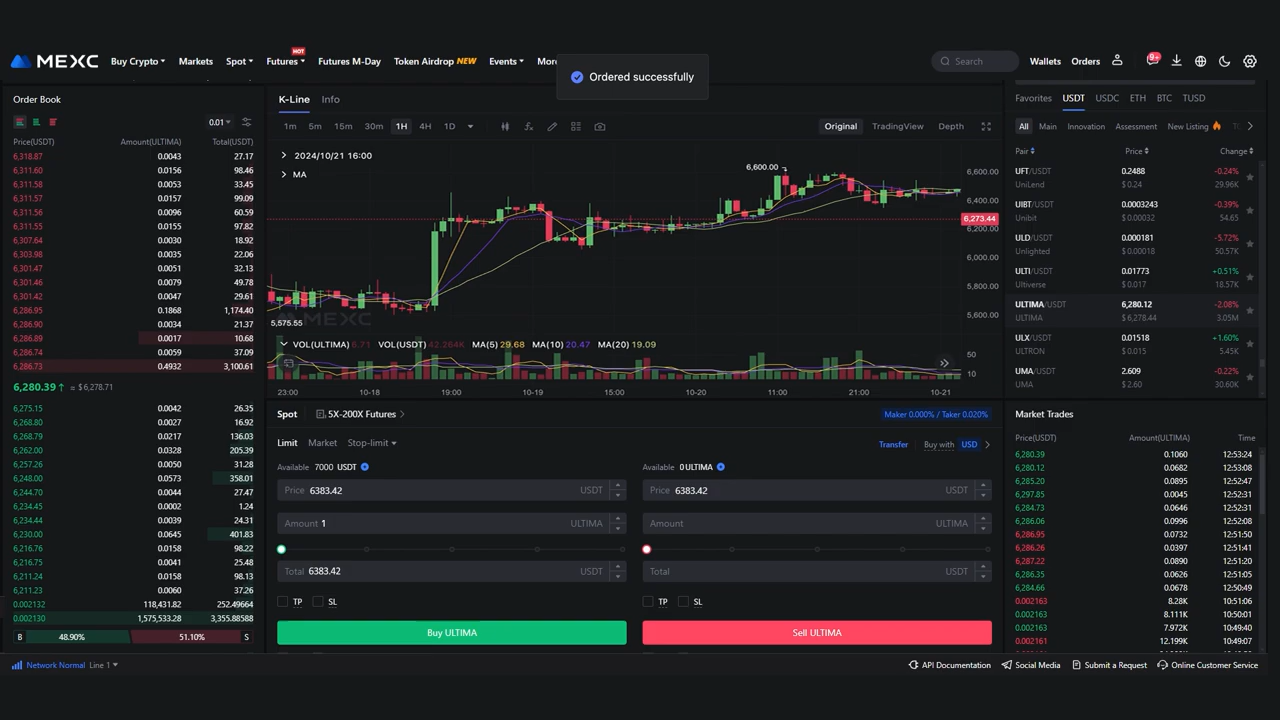 MEXC Buy Crypto Markets Spot Futures HOT Futures M-Day Token Airdrop NEW Events More Search Wallets Orders 9+
Ordered successfully
Order Book
0.01
Price(USDT) Amount(ULTIMA) Total(USDT)
6,318.87 0.0043 27.17
6,311.60 0.0156 98.46
6,311.58 0.0053 33.45
6,311.57 0.0157 99.09
6,311.56 0.0096 60.59
6,311.55 0.0155 97.82
6,307.64 0.0030 18.92
6,303.98 0.0035 22.06
6,301.47 0.0051 32.13
6,301.46 0.0079 49.78
6,301.42 0.0047 29.61
6,286.95 0.1868 1,174.40
6,286.90 0.0034 21.37
6,286.89 0.0017 10.68
6,286.74 0.0059 37.09
6,286.73 0.4932 3,100.61
6,280.39 ↑ ≈ $6,278.71
6,275.15 0.0042 26.35
6,268.80 0.0027 16.92
6,268.79 0.0217 136.03
6,262.00 0.0328 205.39
6,257.26 0.0050 31.28
6,248.00 0.0573 358.01
6,244.70 0.0044 27.47
6,234.45 0.0002 1.24
6,234.44 0.0039 24.31
6,230.00 0.0645 401.83
6,216.76 0.0158 98.22
6,216.75 0.0041 25.48
6,211.24 0.0158 98.13
6,211.23 0.0060 37.26
0.002132 118,431.82 252.49664
0.002130 1,575,533.28 3,355.88588
B 48.90% 51.10% S
K-Line Info
1m 5m 15m 30m 1H 4H 1D Original TradingView Depth
2024/10/21 16:00
MA
6,600.00
6,600.00
6,400.00
6,273.44
6,200.00
6,000.00
5,800.00
5,600.00
5,575.55
MEXC
VOL(ULTIMA) 6.71 VOL(USDT) 42.264K MA(5) 29.68 MA(10) 20.47 MA(20) 19.09
50
10
23:00 10-18 19:00 10-19 15:00 10-20 11:00 21:00 10-21
Spot 5X-200X Futures Maker 0.000% / Taker 0.020%
Limit Market Stop-limit Transfer Buy with USD
Available 7000 USDT
Price 6383.42 USDT
Amount 1 ULTIMA
Total 6383.42 USDT
TP SL
Buy ULTIMA
Available 0 ULTIMA
Price 6383.42 USDT
Amount ULTIMA
Total USDT
TP SL
Sell ULTIMA
Favorites USDT USDC ETH BTC TUSD
All Main Innovation Assessment New Listing
Pair Price Change
UFT/USDT 0.2488 -0.24%
UniLend $ 0.24 29.96K
UIBT/USDT 0.0003243 -0.39%
Unibit $ 0.00032 54.65
ULD/USDT 0.000181 -5.72%
Unlighted $ 0.00018 50.57K
ULTI/USDT 0.01773 +0.51%
Ultiverse $ 0.017 18.57K
ULTIMA/USDT 6,280.12 -2.08%
ULTIMA $ 6,278.44 3.05M
ULX/USDT 0.01518 +1.60%
ULTRON $ 0.015 5.45K
UMA/USDT 2.609 -0.22%
UMA $ 2.60 30.60K
Market Trades
Price(USDT) Amount(ULTIMA) Time
6,280.39 0.1060 12:53:24
6,280.12 0.0682 12:53:08
6,285.20 0.0895 12:52:47
6,297.85 0.0045 12:52:31
6,284.73 0.0646 12:52:31
6,286.06 0.0996 12:52:08
6,286.95 0.0732 12:51:50
6,286.26 0.0397 12:51:41
6,287.22 0.0890 12:51:20
6,286.35 0.0626 12:51:05
6,284.66 0.0678 12:50:53
0.002163 8.28K 10:51:06
0.002163 8.111K 10:50:51
0.002163 7.972K 10:49:40
0.002161 12.199K 10:49:07
Network Normal Line 1 API Documentation Social Media Submit a Request Online Customer Service